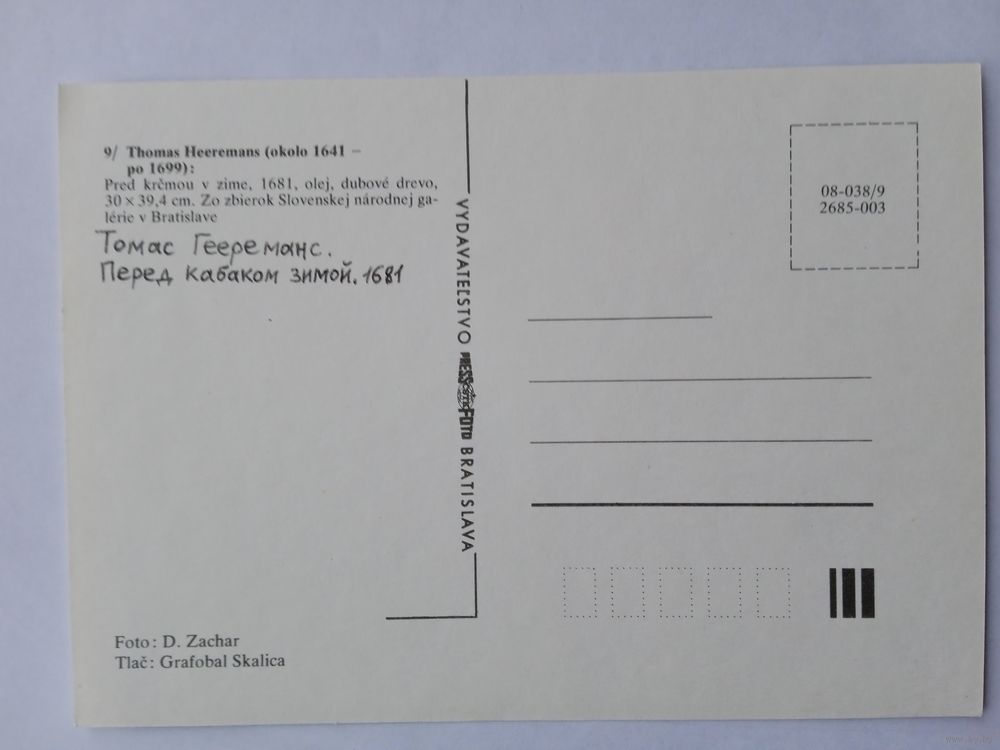 9/ Thomas Heeremans (okolo 1641 –
po 1699):
Pred krčmou v zime, 1681, olej, dubové drevo,
30 × 39,4 cm. Zo zbierok Slovenskej národnej ga-
lérie v Bratislave
Томас Геереманс.
Перед кабаком зимой. 1681
Foto: D. Zachar
Tlač: Grafobal Skalica
VYDAVATEĽSTVO PRESSFOTO BRATISLAVA
08-038/9
2685-003